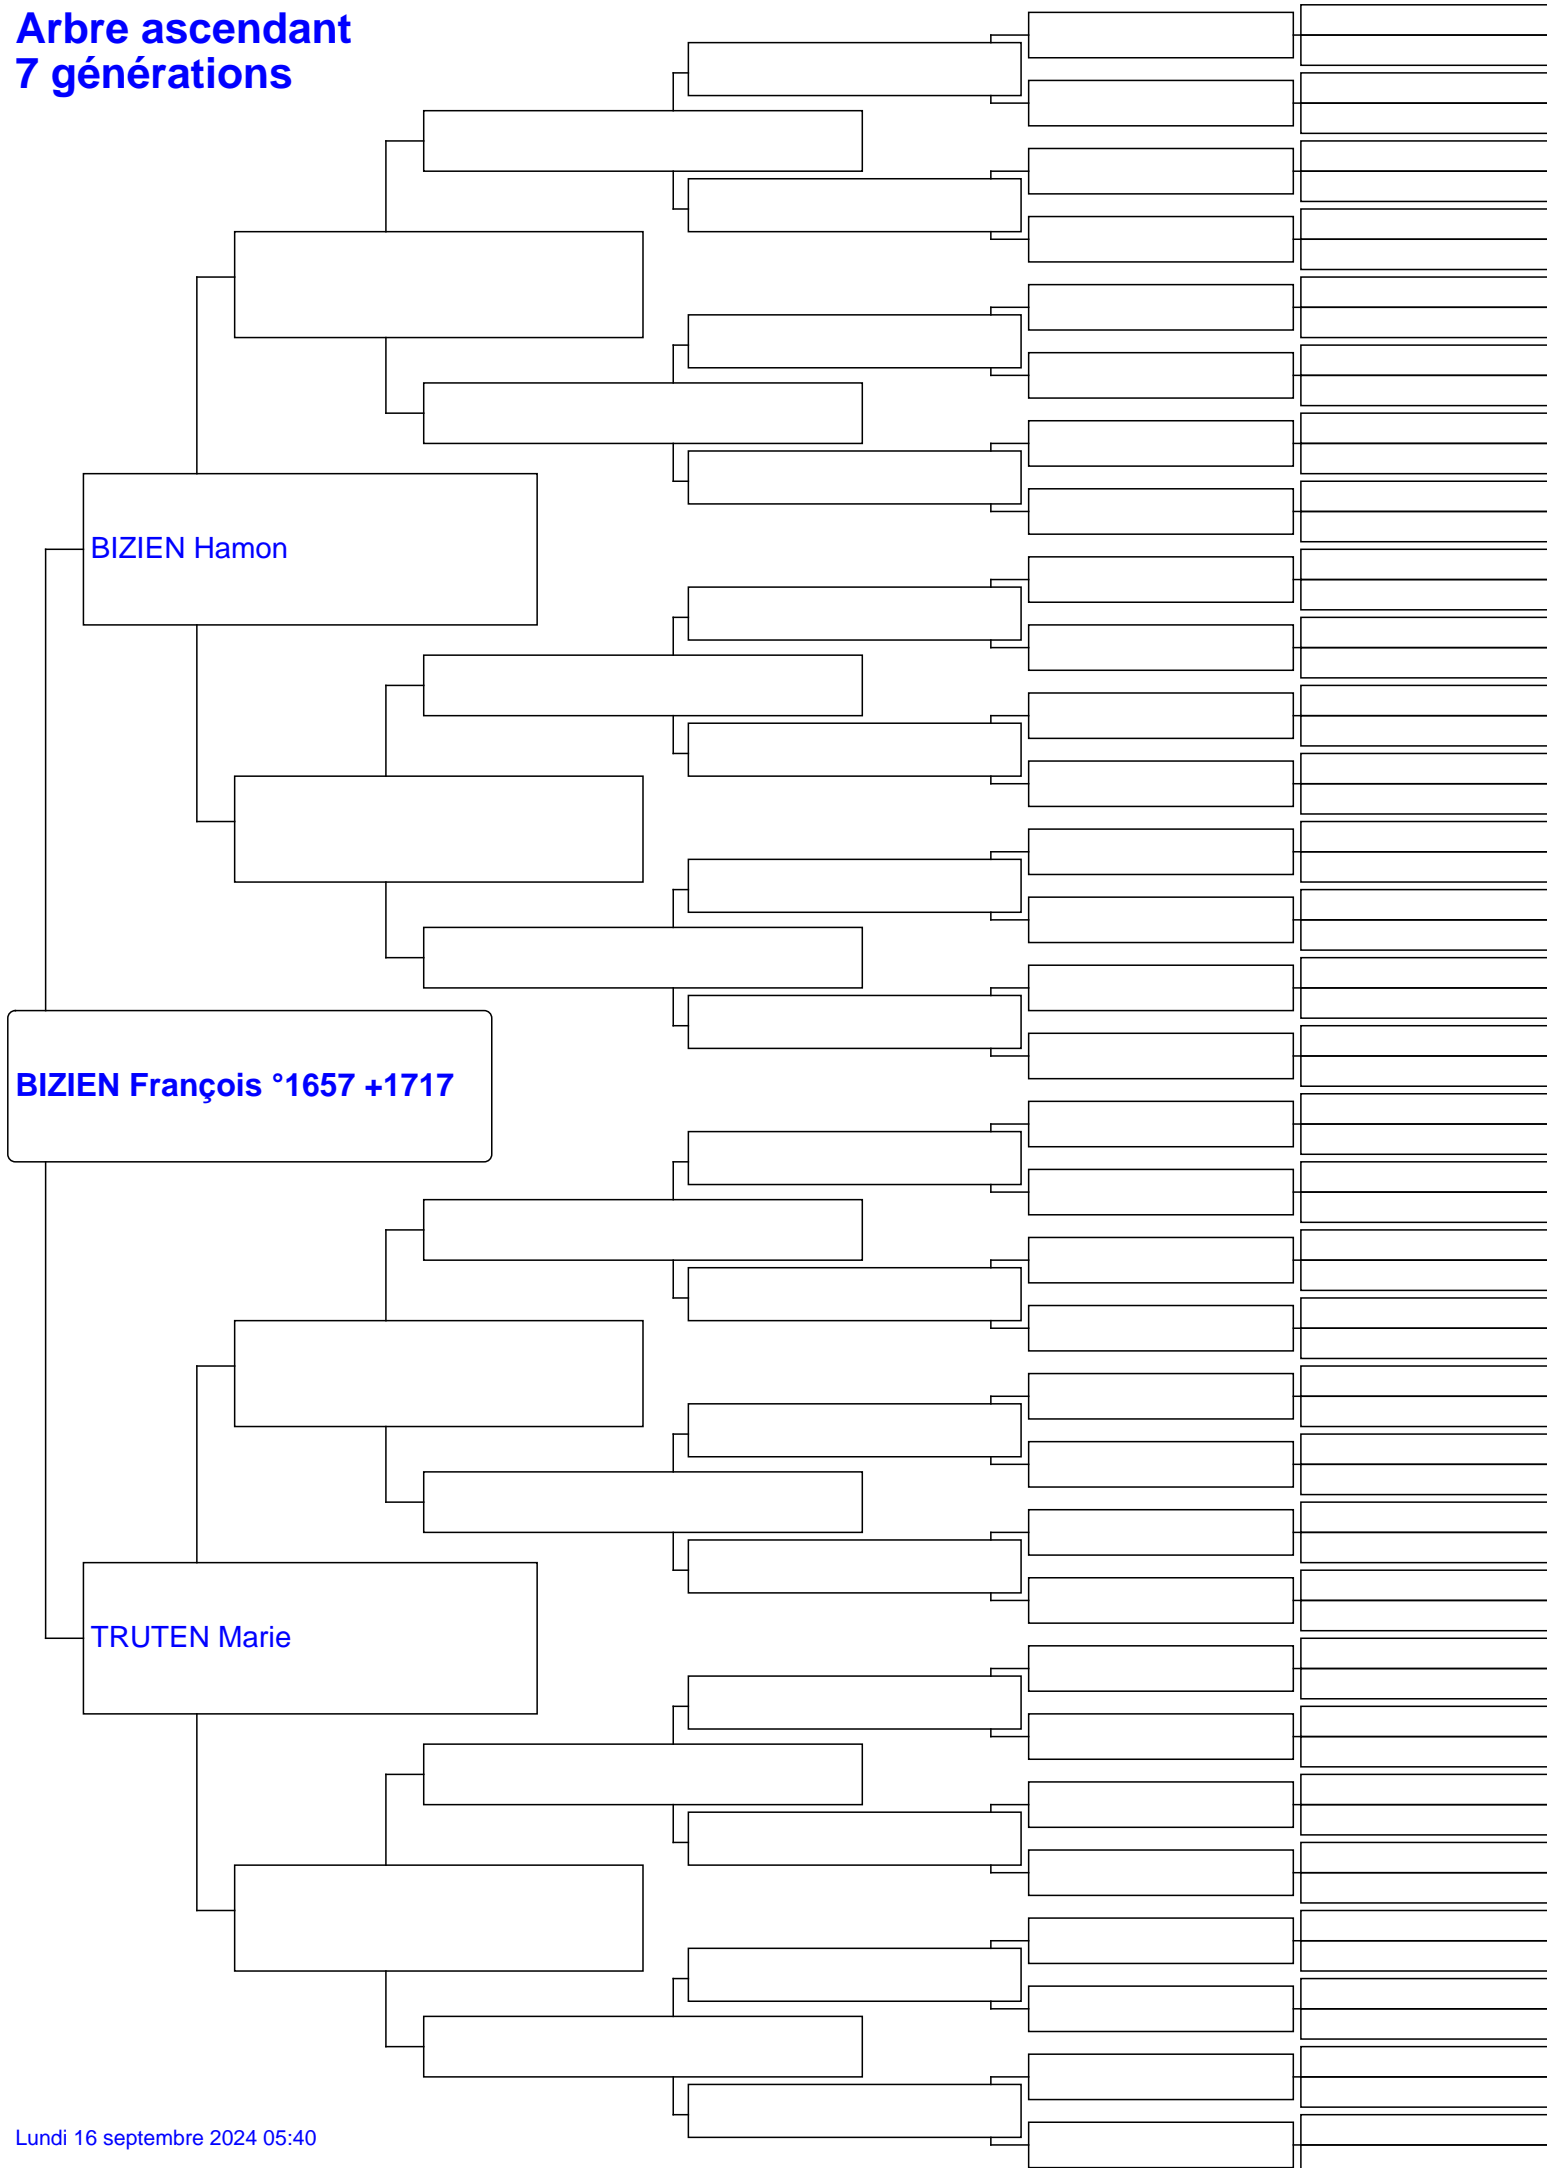 Arbre ascendant
7 générations
BIZIEN Hamon
BIZIEN François °1657 +1717
TRUTEN Marie
Lundi 16 septembre 2024 05:40